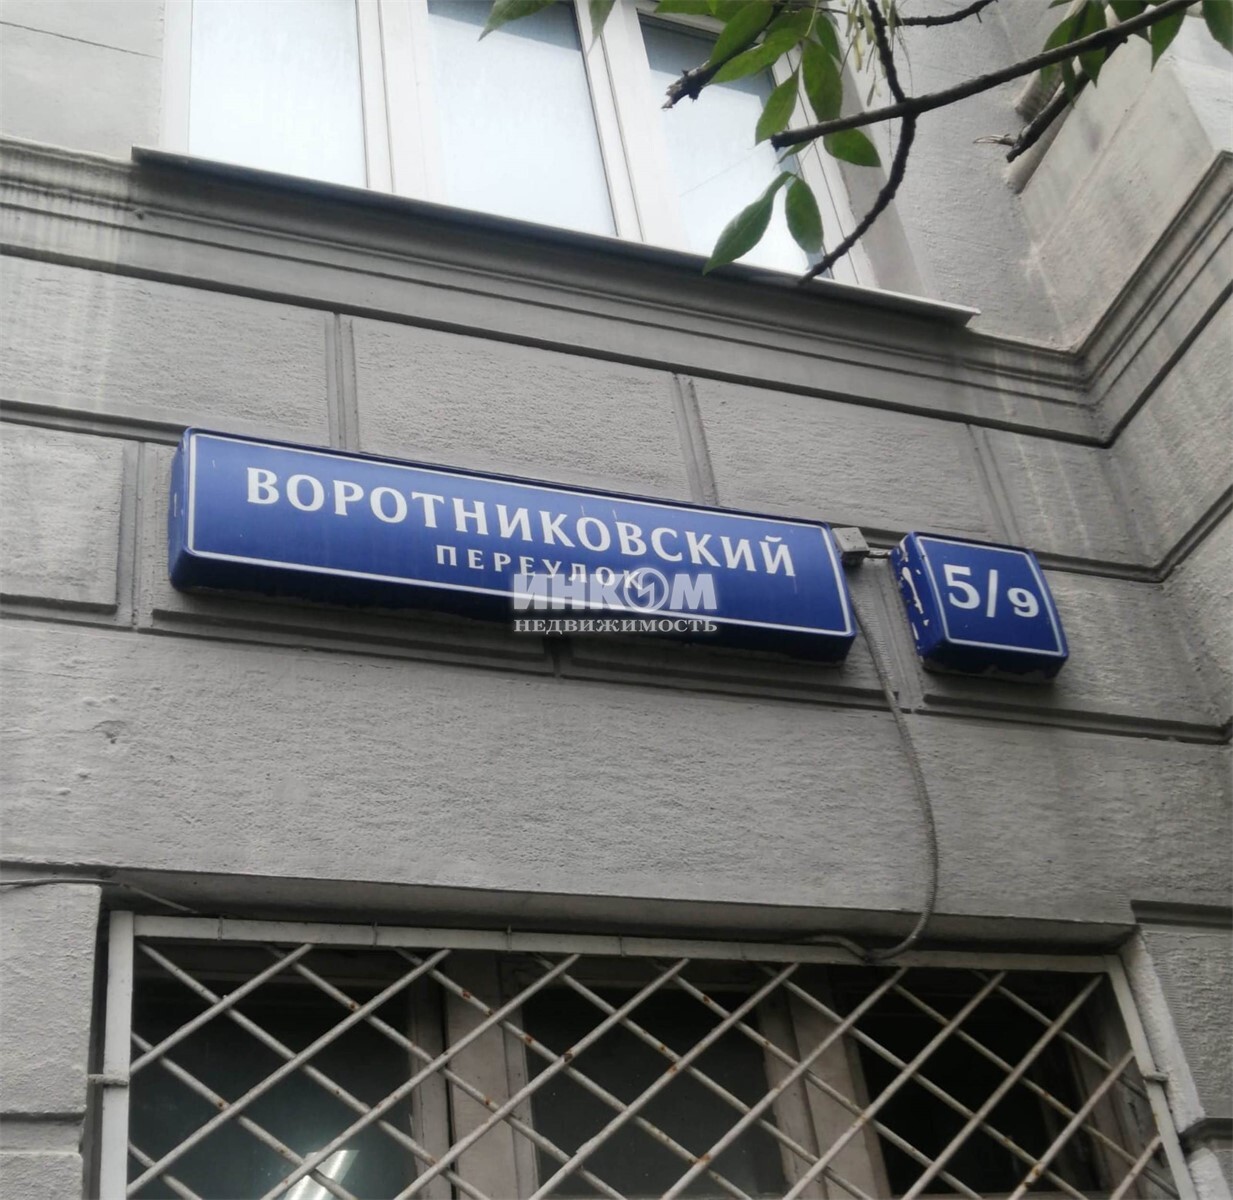 ВОРОТНИКОВСКИЙ
ПЕРЕУЛОК
5/9
ИНКОМ
НЕДВИЖИМОСТЬ